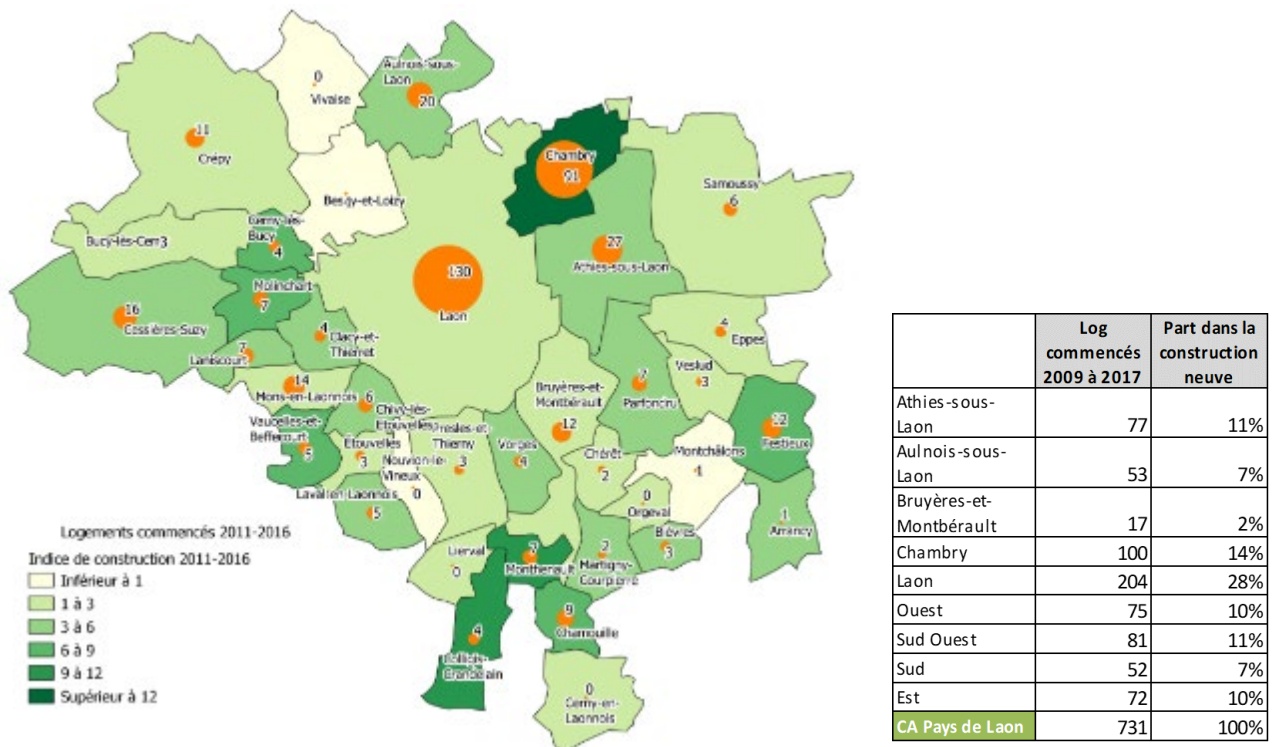 0
Vivaise
Aulnois-sous-
Laon
20
11
Crépy
Chambry
91
Samoussy
6
Besny-et-Loizy
Bucy-lès-Cern3
Cerny-lès-
Bucy
4
27
Athies-sous-Laon
130
Laon
Molinchart
7
16
Cessières-Suzy
4
Clacy-et-
Thierret
7
Laniscourt
4
Eppes
14
Mons-en-Laonnois
6
Chivy-lès-
Etouvelles
Bruyères-et-
Montbérault
12
7
Parfondru
Veslud
3
12
Festieux
Vaucelles-et-
Beffecourt
5
Etouvelles
3
Presles-et-
Thierny
3
Vorges
4
Nouvion-le-
Vineux
0
Chérêt
2
Montchâlons
1
Laval-en-Laonnois
5
0
Orgeval
1
Arrancy
Bièvres
3
Lierval
0
7
Monthenault
2
Martigny-
Courpierre
9
Chamouille
4
Colligis-
Crandelain
0
Cerny-en-
Laonnois
Logements commencés 2011-2016
Indice de construction 2011-2016
Inférieur à 1
1 à 3
3 à 6
6 à 9
9 à 12
Supérieur à 12
Log Part dans la
commencés construction
2009 à 2017 neuve
Athies-sous-
Laon 77 11%
Aulnois-sous-
Laon 53 7%
Bruyères-et-
Montbérault 17 2%
Chambry 100 14%
Laon 204 28%
Ouest 75 10%
Sud Ouest 81 11%
Sud 52 7%
Est 72 10%
CA Pays de Laon 731 100%